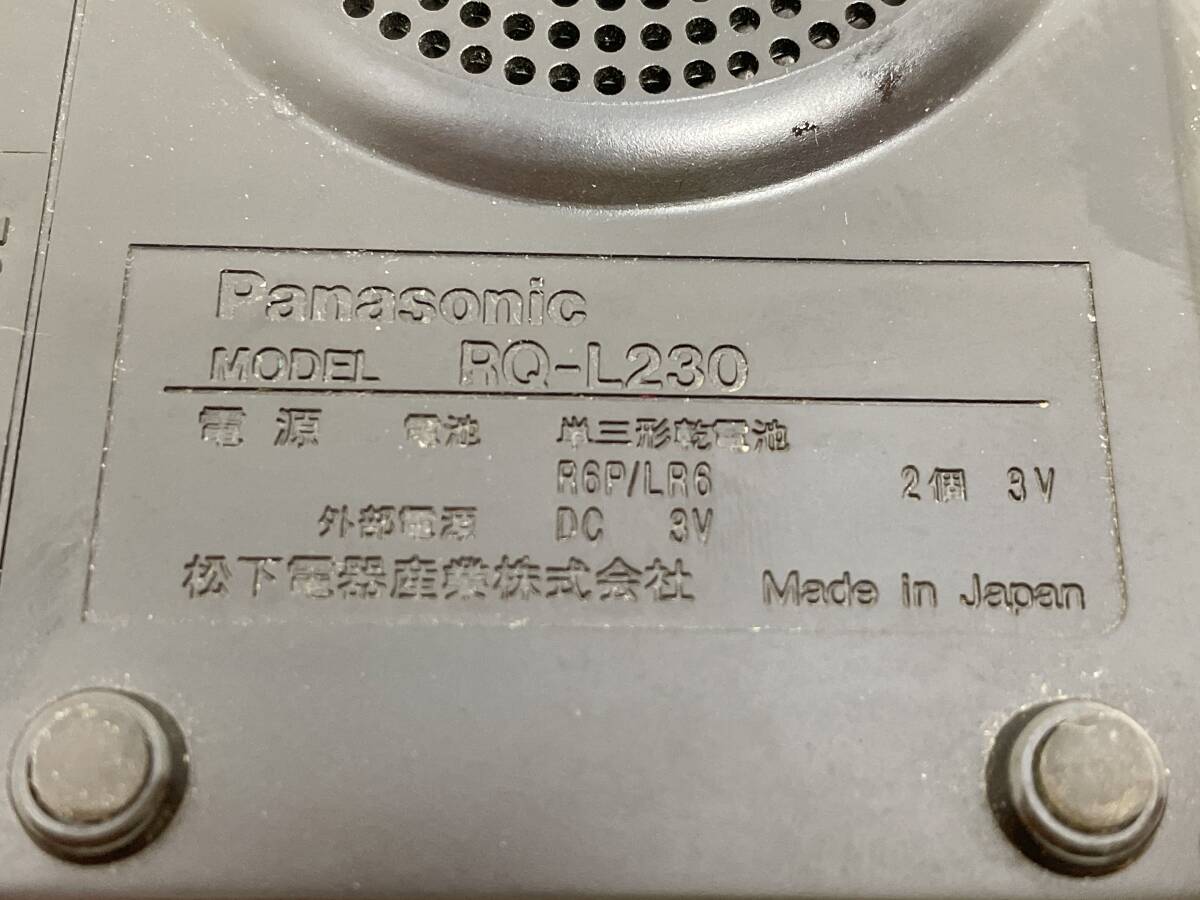 Panasonic
MODEL RQ-L230
電源 電池 単三形乾電池
R6P/LR6 2個 3V
外部電源 DC 3V
松下電器産業株式会社 Made in Japan